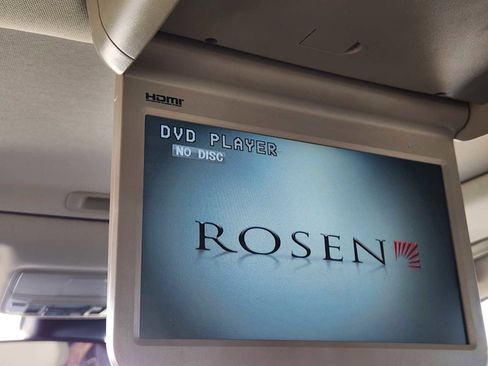 HDMI
DVD PLAYER
NO DISC
ROSEN